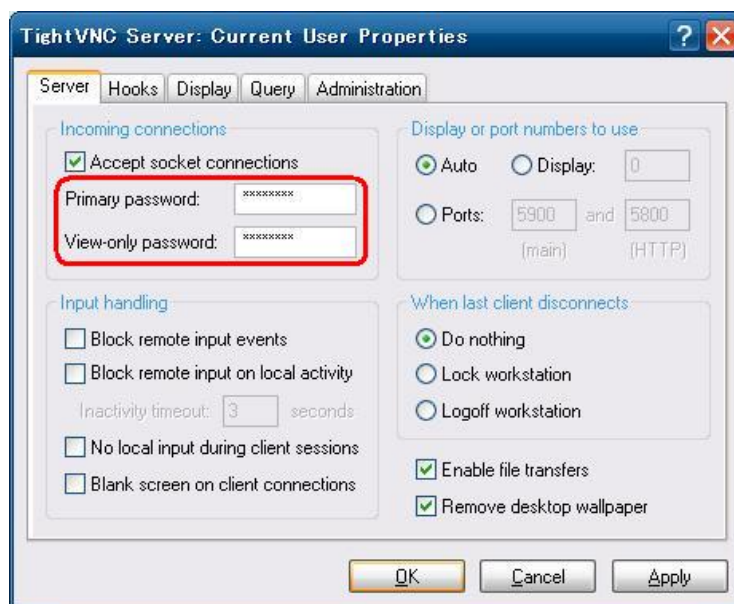 TightVNC Server: Current User Properties
Server Hooks Display Query Administration
Incoming connections
Accept socket connections
Primary password: ********
View-only password: ********
Display or port numbers to use
Auto Display: 0
Ports: 5900 and 5800
(main) (HTTP)
Input handling
Block remote input events
Block remote input on local activity
Inactivity timeout: 3 seconds
No local input during client sessions
Blank screen on client connections
When last client disconnects
Do nothing
Lock workstation
Logoff workstation
Enable file transfers
Remove desktop wallpaper
OK Cancel Apply